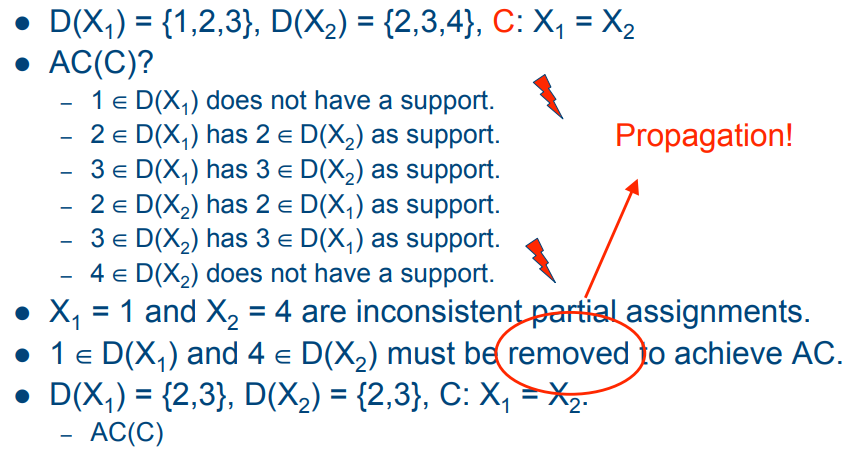 • D(X₁) = {1,2,3}, D(X₂) = {2,3,4}, C: X₁ = X₂
• AC(C)?
– 1 ∈ D(X₁) does not have a support.
– 2 ∈ D(X₁) has 2 ∈ D(X₂) as support.
Propagation!
– 3 ∈ D(X₁) has 3 ∈ D(X₂) as support.
– 2 ∈ D(X₂) has 2 ∈ D(X₁) as support.
– 3 ∈ D(X₂) has 3 ∈ D(X₁) as support.
– 4 ∈ D(X₂) does not have a support.
• X₁ = 1 and X₂ = 4 are inconsistent partial assignments.
• 1 ∈ D(X₁) and 4 ∈ D(X₂) must be removed to achieve AC.
• D(X₁) = {2,3}, D(X₂) = {2,3}, C: X₁ = X₂.
– AC(C)